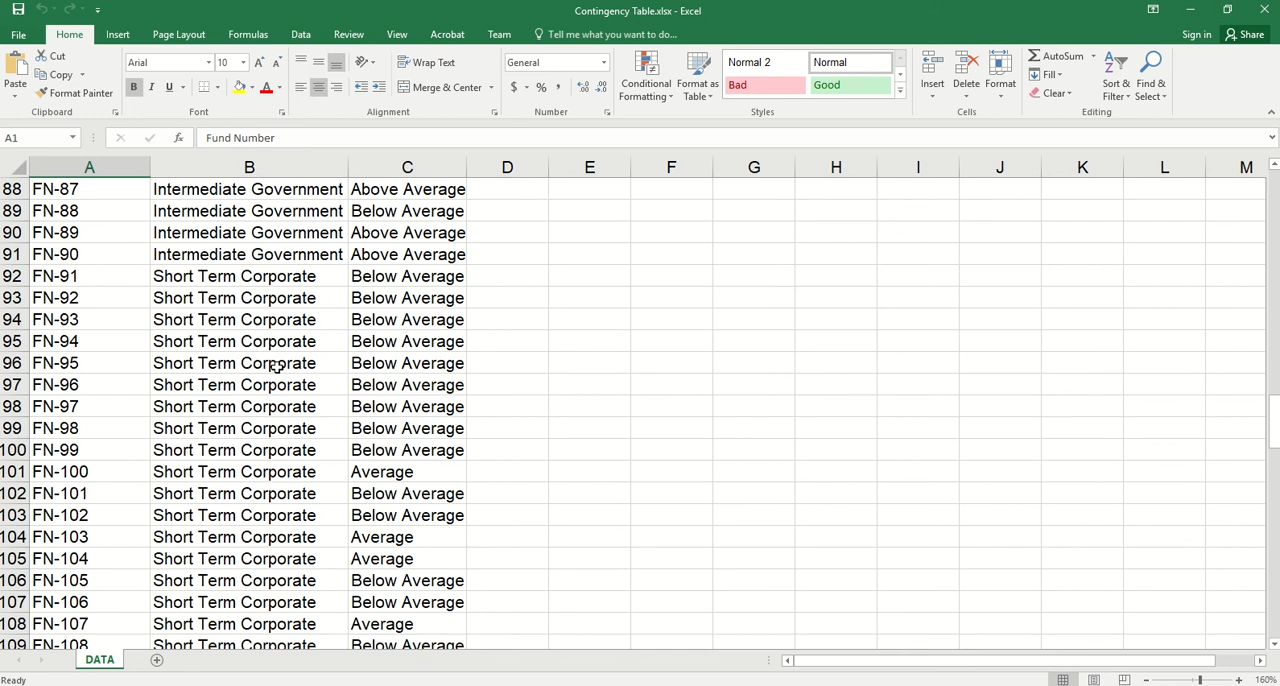 Contingency Table.xlsx - Excel
File Home Insert Page Layout Formulas Data Review View Acrobat Team Tell me what you want to do... Sign in Share
Paste Cut Copy Format Painter Clipboard
Arial 10 A A B I U A Font
Wrap Text Merge & Center Alignment
General $ % , Number
Conditional Formatting Format as Table Normal 2 Normal Bad Good Styles
Insert Delete Format Cells
AutoSum Fill Clear Sort & Filter Find & Select Editing
A1 fx Fund Number
A B C D E F G H I J K L M
88 FN-87 Intermediate Government Above Average
89 FN-88 Intermediate Government Below Average
90 FN-89 Intermediate Government Above Average
91 FN-90 Intermediate Government Above Average
92 FN-91 Short Term Corporate Below Average
93 FN-92 Short Term Corporate Below Average
94 FN-93 Short Term Corporate Below Average
95 FN-94 Short Term Corporate Below Average
96 FN-95 Short Term Corporate Below Average
97 FN-96 Short Term Corporate Below Average
98 FN-97 Short Term Corporate Below Average
99 FN-98 Short Term Corporate Below Average
100 FN-99 Short Term Corporate Below Average
101 FN-100 Short Term Corporate Average
102 FN-101 Short Term Corporate Below Average
103 FN-102 Short Term Corporate Below Average
104 FN-103 Short Term Corporate Average
105 FN-104 Short Term Corporate Average
106 FN-105 Short Term Corporate Below Average
107 FN-106 Short Term Corporate Below Average
108 FN-107 Short Term Corporate Average
109 FN-108 Short Term Corporate Below Average
DATA
Ready 160%